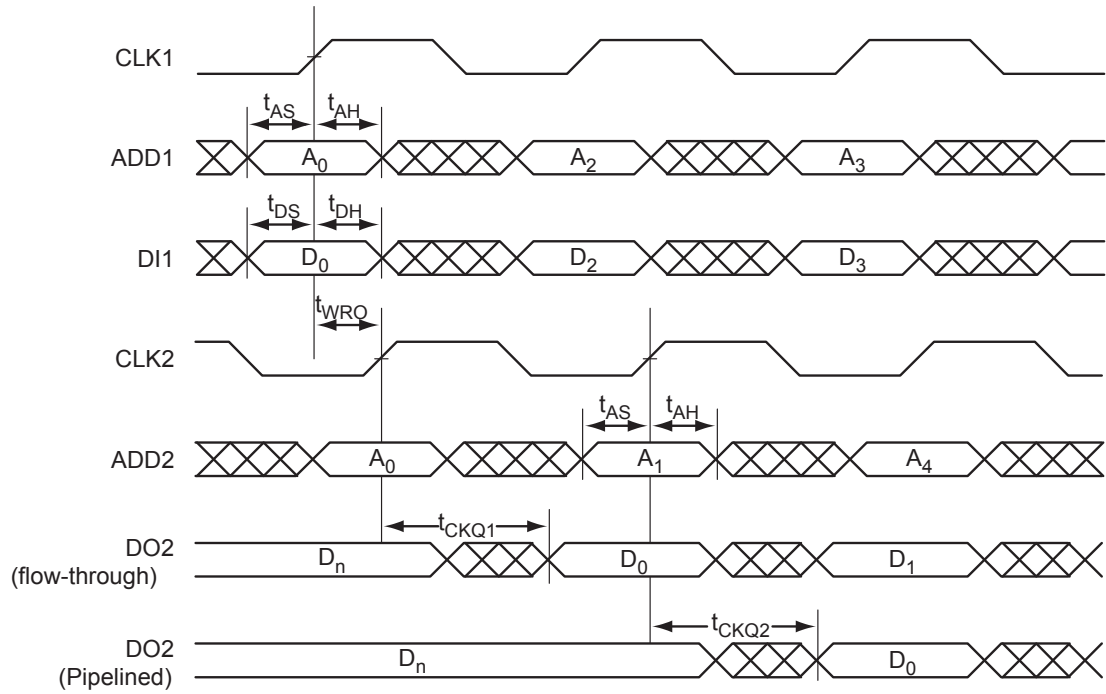 CLK1
tAS tAH
ADD1 A0 A2 A3
tDS tDH
DI1 D0 D2 D3
tWRO
CLK2
tAS tAH
ADD2 A0 A1 A4
tCKQ1
DO2
(flow-through)
Dn D0 D1
tCKQ2
DO2
(Pipelined)
Dn D0